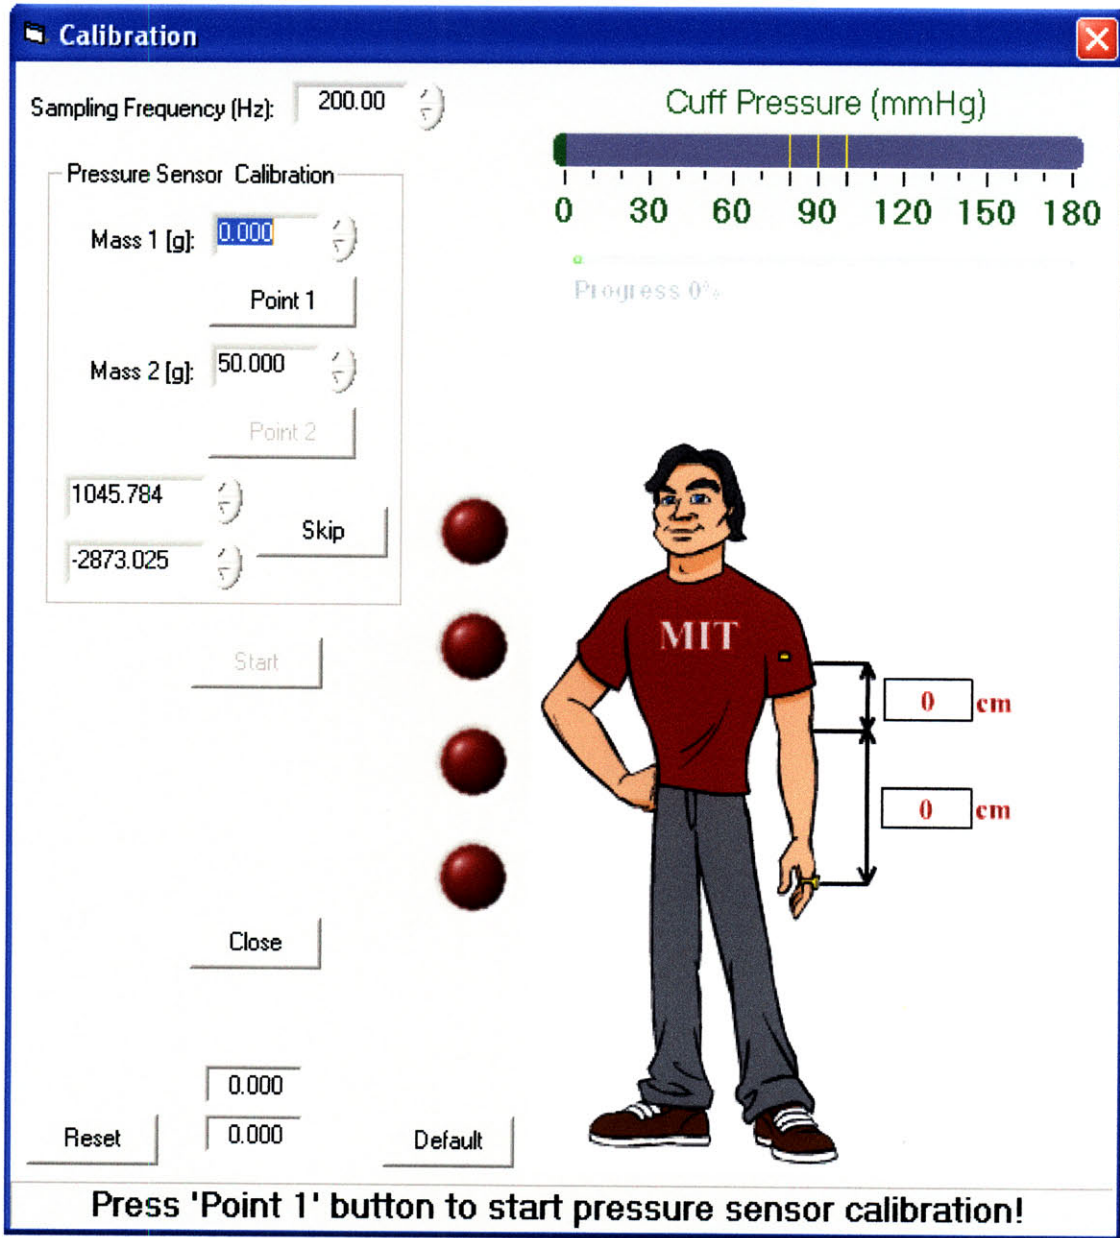 Calibration
Sampling Frequency (Hz): 200.00
Cuff Pressure (mmHg)
0 30 60 90 120 150 180
Progress 0%
Pressure Sensor Calibration
Mass 1 [g]: 0.000
Point 1
Mass 2 [g]: 50.000
Point 2
1045.784
Skip
-2873.025
Start
MIT
0 cm
0 cm
Close
0.000
0.000
Reset
Default
Press 'Point 1' button to start pressure sensor calibration!